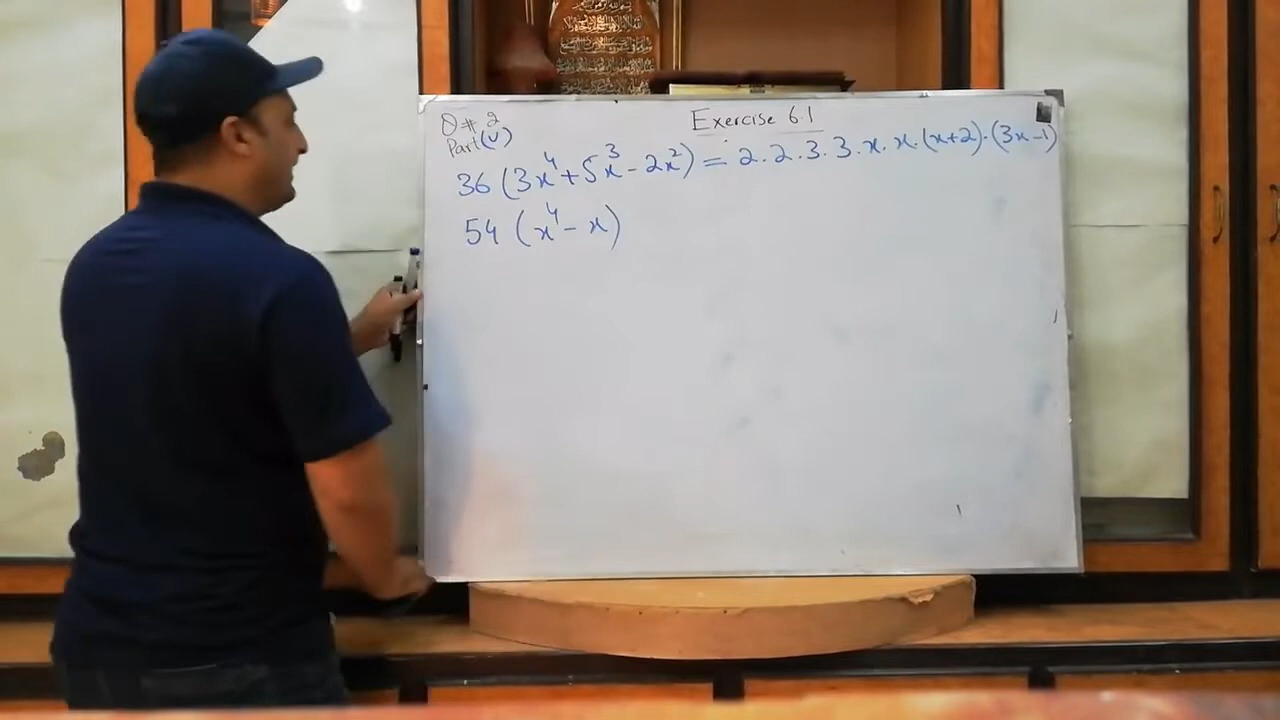 Q # 2
Exercise 6.1
Part (v)
36 (3x⁴ + 5x³ - 2x²) = 2.2.3.3.x.x.(x+2).(3x-1)
54 (x⁴ - x)